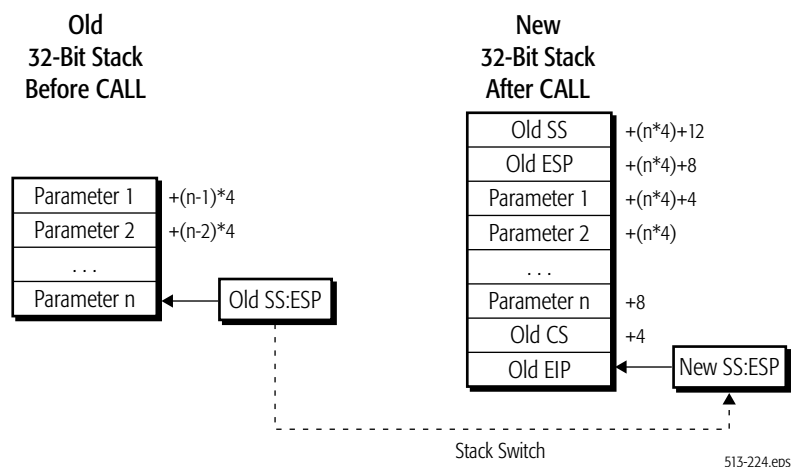 Old
32-Bit Stack
Before CALL
New
32-Bit Stack
After CALL
Old SS +(n*4)+12
Old ESP +(n*4)+8
Parameter 1 +(n-1)*4
Parameter 1 +(n*4)+4
Parameter 2 +(n-2)*4
Parameter 2 +(n*4)
. . .
. . .
Parameter n Old SS:ESP
Parameter n +8
Old CS +4
Old EIP New SS:ESP
Stack Switch
513-224.eps